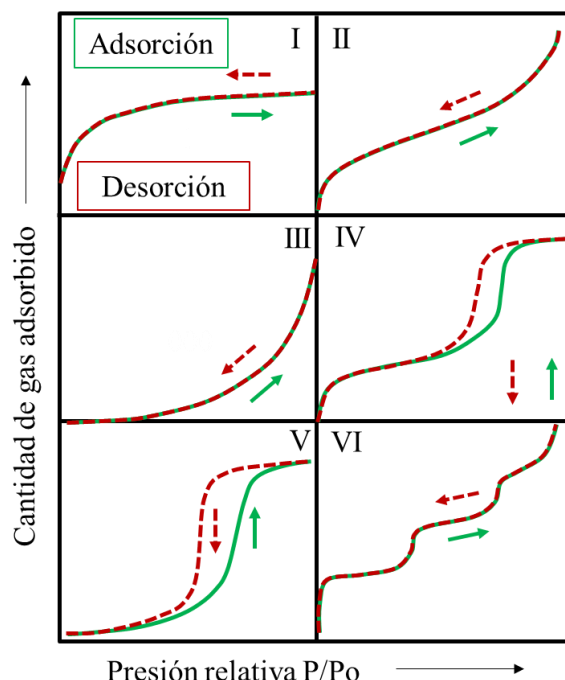 Adsorción
I
II
Desorción
III
IV
V
VI
Cantidad de gas adsorbido
Presión relativa P/Po